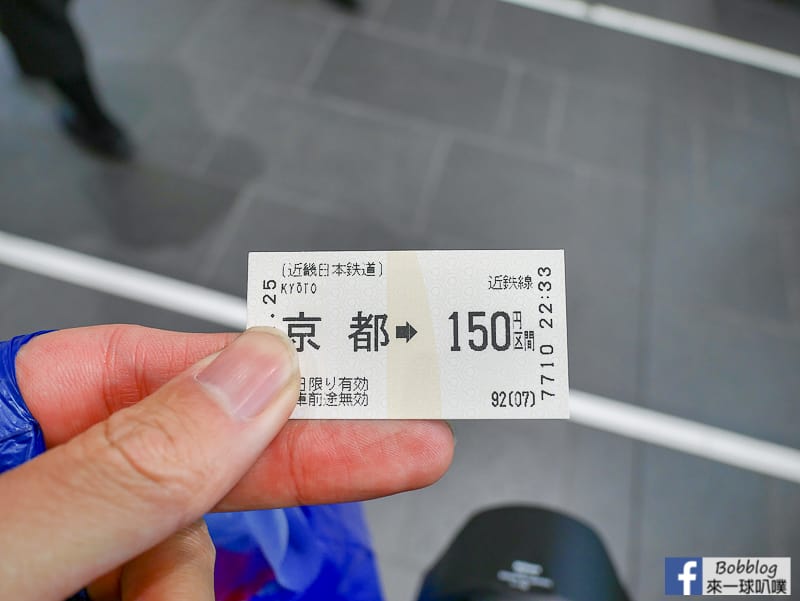 (近畿日本鉄道)
KYŌTO
近鉄線
京都➡150円区間
日限り有効
車前途無効
92(07)
.25
7710 22:33
f
Bobblog
來一球叭噗